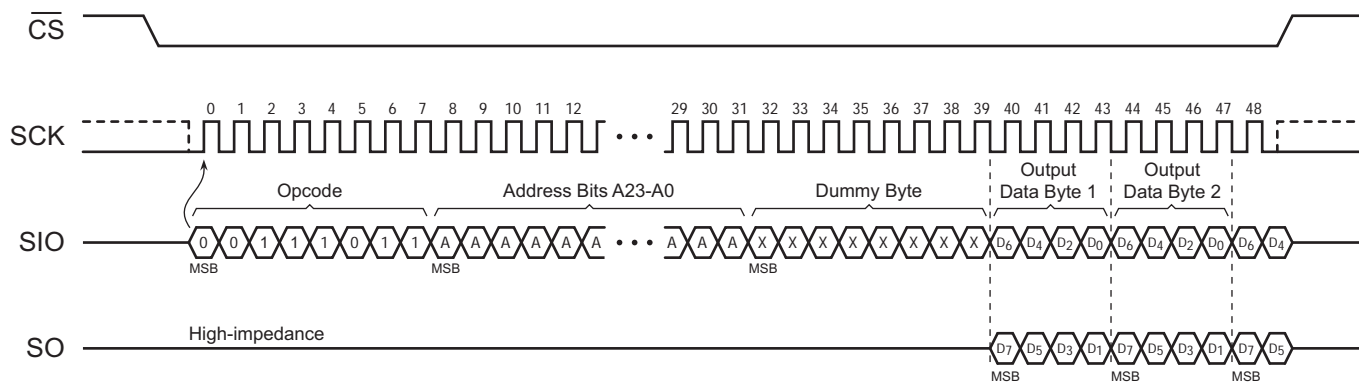 CS
0 1 2 3 4 5 6 7 8 9 10 11 12 29 30 31 32 33 34 35 36 37 38 39 40 41 42 43 44 45 46 47 48
SCK
Opcode Address Bits A23-A0 Dummy Byte Output Data Byte 1 Output Data Byte 2
SIO 0 0 1 1 1 0 1 1 A A A A A A A A A X X X X X X X X D6 D4 D2 D0 D6 D4 D2 D0 D6 D4
MSB MSB MSB
High-impedance
SO D7 D5 D3 D1 D7 D5 D3 D1 D7 D5
MSB MSB MSB